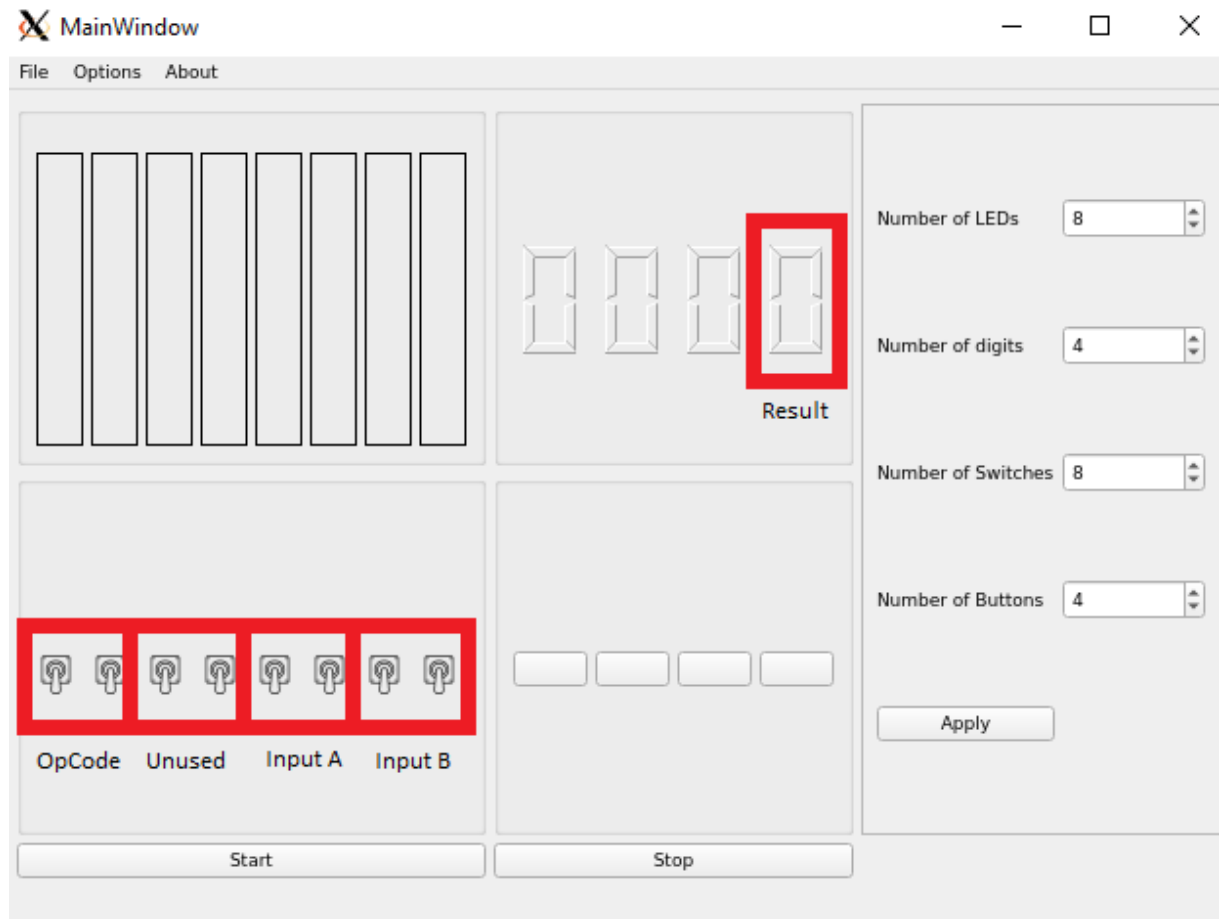 MainWindow
File Options About
Number of LEDs 8
Number of digits 4
Result
Number of Switches 8
Number of Buttons 4
Apply
OpCode Unused Input A Input B
Start Stop